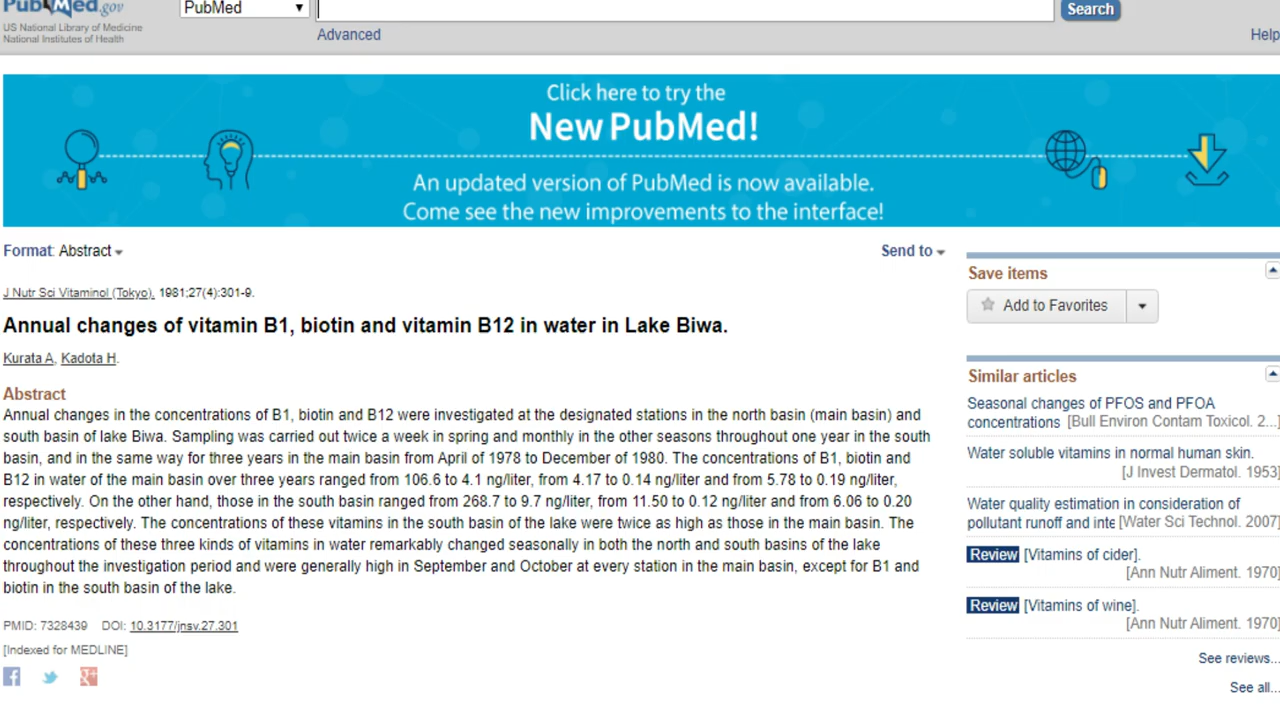 PubMed.gov
PubMed
Search
US National Library of Medicine
National Institutes of Health
Advanced
Help
Click here to try the
New PubMed!
An updated version of PubMed is now available.
Come see the new improvements to the interface!
Format: Abstract
Send to
J Nutr Sci Vitaminol (Tokyo). 1981;27(4):301-9.
Annual changes of vitamin B1, biotin and vitamin B12 in water in Lake Biwa.
Kurata A, Kadota H.
Abstract
Annual changes in the concentrations of B1, biotin and B12 were investigated at the designated stations in the north basin (main basin) and
south basin of lake Biwa. Sampling was carried out twice a week in spring and monthly in the other seasons throughout one year in the south
basin, and in the same way for three years in the main basin from April of 1978 to December of 1980. The concentrations of B1, biotin and
B12 in water of the main basin over three years ranged from 106.6 to 4.1 ng/liter, from 4.17 to 0.14 ng/liter and from 5.78 to 0.19 ng/liter,
respectively. On the other hand, those in the south basin ranged from 268.7 to 9.7 ng/liter, from 11.50 to 0.12 ng/liter and from 6.06 to 0.20
ng/liter, respectively. The concentrations of these vitamins in the south basin of the lake were twice as high as those in the main basin. The
concentrations of these three kinds of vitamins in water remarkably changed seasonally in both the north and south basins of the lake
throughout the investigation period and were generally high in September and October at every station in the main basin, except for B1 and
biotin in the south basin of the lake.
PMID: 7328439 DOI: 10.3177/jnsv.27.301
[Indexed for MEDLINE]
Save items
Add to Favorites
Similar articles
Seasonal changes of PFOS and PFOA
concentrations [Bull Environ Contam Toxicol. 2...]
Water soluble vitamins in normal human skin.
[J Invest Dermatol. 1953]
Water quality estimation in consideration of
pollutant runoff and inte [Water Sci Technol. 2007]
Review [Vitamins of cider].
[Ann Nutr Aliment. 1970]
Review [Vitamins of wine].
[Ann Nutr Aliment. 1970]
See reviews...
See all...